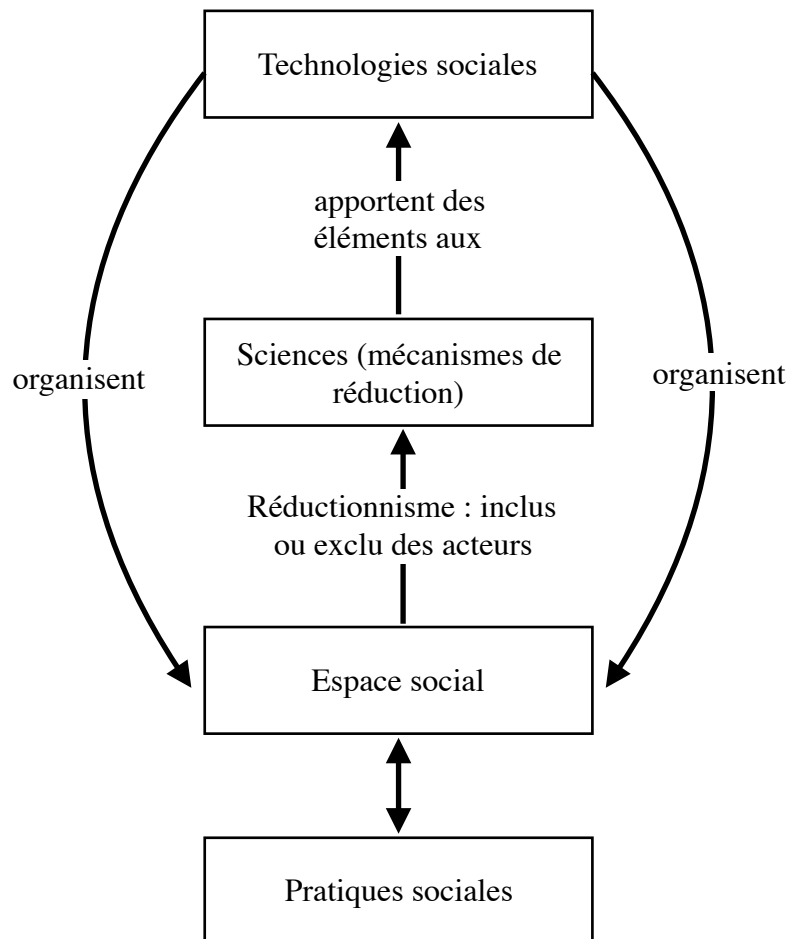 Technologies sociales
apportent des
éléments aux
Sciences (mécanismes de
réduction)
organisent
organisent
Réductionnisme : inclus
ou exclu des acteurs
Espace social
Pratiques sociales